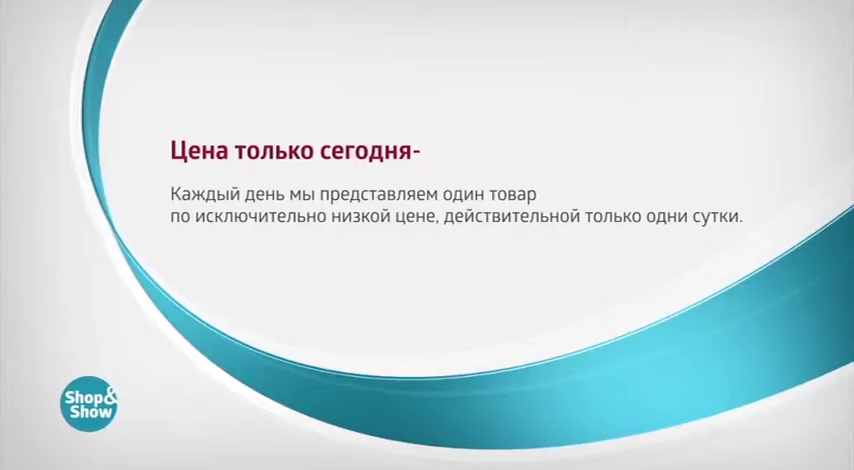 Цена только сегодня-
Каждый день мы представляем один товар
по исключительно низкой цене, действительной только одни сутки.
Shop&
Show